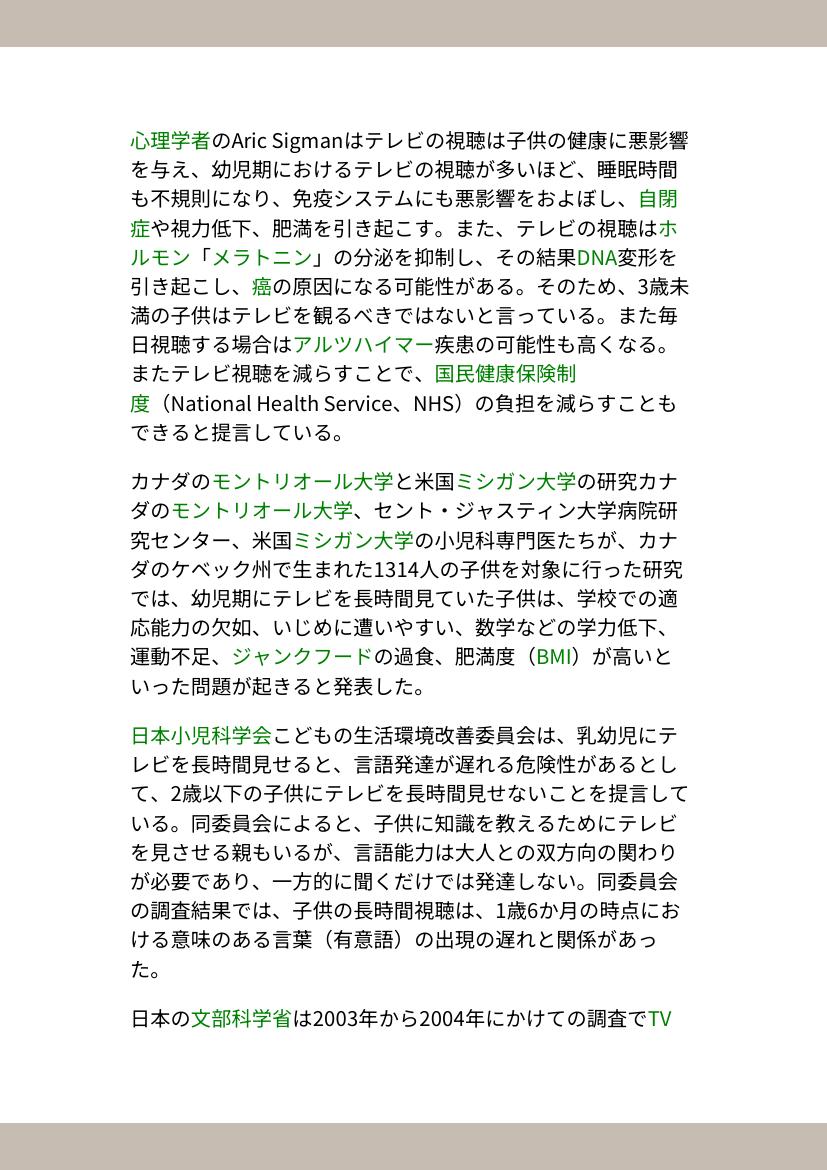 心理学者のAric Sigmanはテレビの視聴は子供の健康に悪影響
を与え、幼児期におけるテレビの視聴が多いほど、睡眠時間
も不規則になり、免疫システムにも悪影響をおよぼし、自閉
症や視力低下、肥満を引き起こす。また、テレビの視聴はホ
ルモン「メラトニン」の分泌を抑制し、その結果DNA変形を
引き起こし、癌の原因になる可能性がある。そのため、3歳未
満の子供はテレビを観るべきではないと言っている。また毎
日視聴する場合はアルツハイマー疾患の可能性も高くなる。
またテレビ視聴を減らすことで、国民健康保険制
度（National Health Service、NHS）の負担を減らすことも
できると提言している。
カナダのモントリオール大学と米国ミシガン大学の研究カナ
ダのモントリオール大学、セント・ジャスティン大学病院研
究センター、米国ミシガン大学の小児科専門医たちが、カナ
ダのケベック州で生まれた1314人の子供を対象に行った研究
では、幼児期にテレビを長時間見ていた子供は、学校での適
応能力の欠如、いじめに遭いやすい、数学などの学力低下、
運動不足、ジャンクフードの過食、肥満度（BMI）が高いと
いった問題が起きると発表した。
日本小児科学会こどもの生活環境改善委員会は、乳幼児にテ
レビを長時間見せると、言語発達が遅れる危険性があるとし
て、2歳以下の子供にテレビを長時間見せないことを提言して
いる。同委員会によると、子供に知識を教えるためにテレビ
を見させる親もいるが、言語能力は大人との双方向の関わり
が必要であり、一方的に聞くだけでは発達しない。同委員会
の調査結果では、子供の長時間視聴は、1歳6か月の時点にお
ける意味のある言葉（有意語）の出現の遅れと関係があっ
た。
日本の文部科学省は2003年から2004年にかけての調査でTV